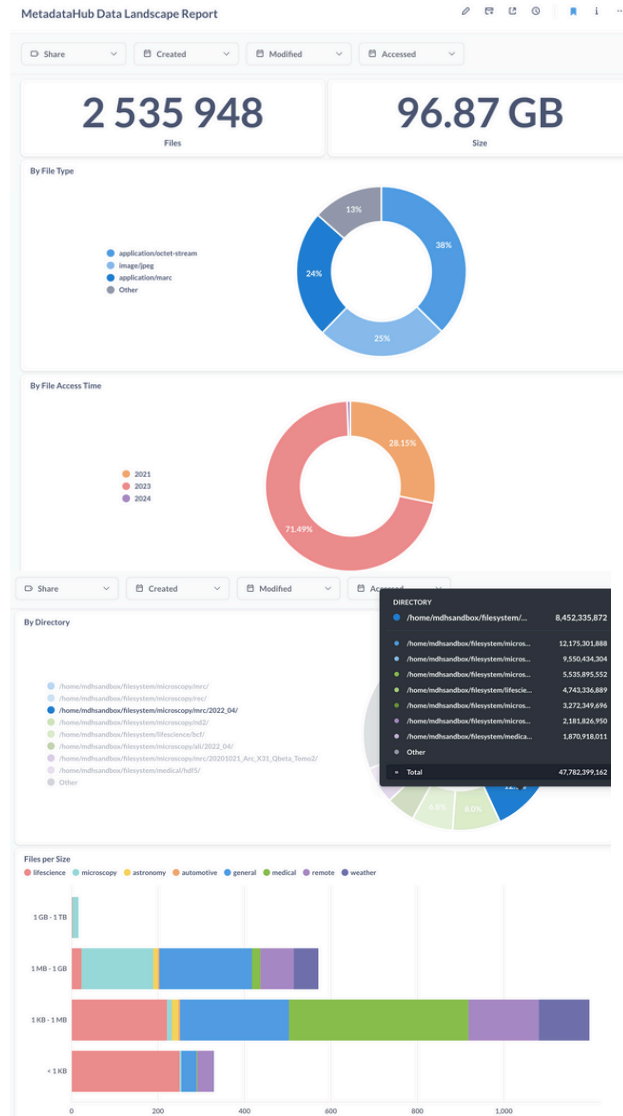 MetadataHub Data Landscape Report
Share
Created
Modified
Accessed
2 535 948
Files
96.87 GB
Size
By File Type
application/octet-stream
image/jpeg
application/marc
Other
13%
38%
24%
25%
By File Access Time
2021
2023
2024
28.15%
71.49%
Share
Created
Modified
By Directory
/home/mdhsandbox/filesystem/microscopy/mrc/
/home/mdhsandbox/filesystem/microscopy/rec/
/home/mdhsandbox/filesystem/microscopy/mrc/2022_04/
/home/mdhsandbox/filesystem/microscopy/nd2/
/home/mdhsandbox/filesystem/lifescience/bcf/
/home/mdhsandbox/filesystem/microscopy/ali/2022_04/
/home/mdhsandbox/filesystem/microscopy/mrc/20201021_Arc_X31_Qbeta_Tomo2/
/home/mdhsandbox/filesystem/medical/hdf5/
Other
DIRECTORY
/home/mdhsandbox/filesystem/... 8,452,335,872
/home/mdhsandbox/filesystem/micros... 12,175,301,888
/home/mdhsandbox/filesystem/micros... 9,550,434,304
/home/mdhsandbox/filesystem/micros... 5,535,895,552
/home/mdhsandbox/filesystem/lifescie... 4,743,336,889
/home/mdhsandbox/filesystem/micros... 3,272,349,696
/home/mdhsandbox/filesystem/micros... 2,181,826,950
/home/mdhsandbox/filesystem/medica... 1,870,918,011
Other
Total 47,782,399,162
6.8%
8.0%
Files per Size
lifescience microscopy astronomy automotive general medical remote weather
1 GB - 1 TB
1 MB - 1 GB
1 KB - 1 MB
< 1 KB
0 200 400 600 800 1,000